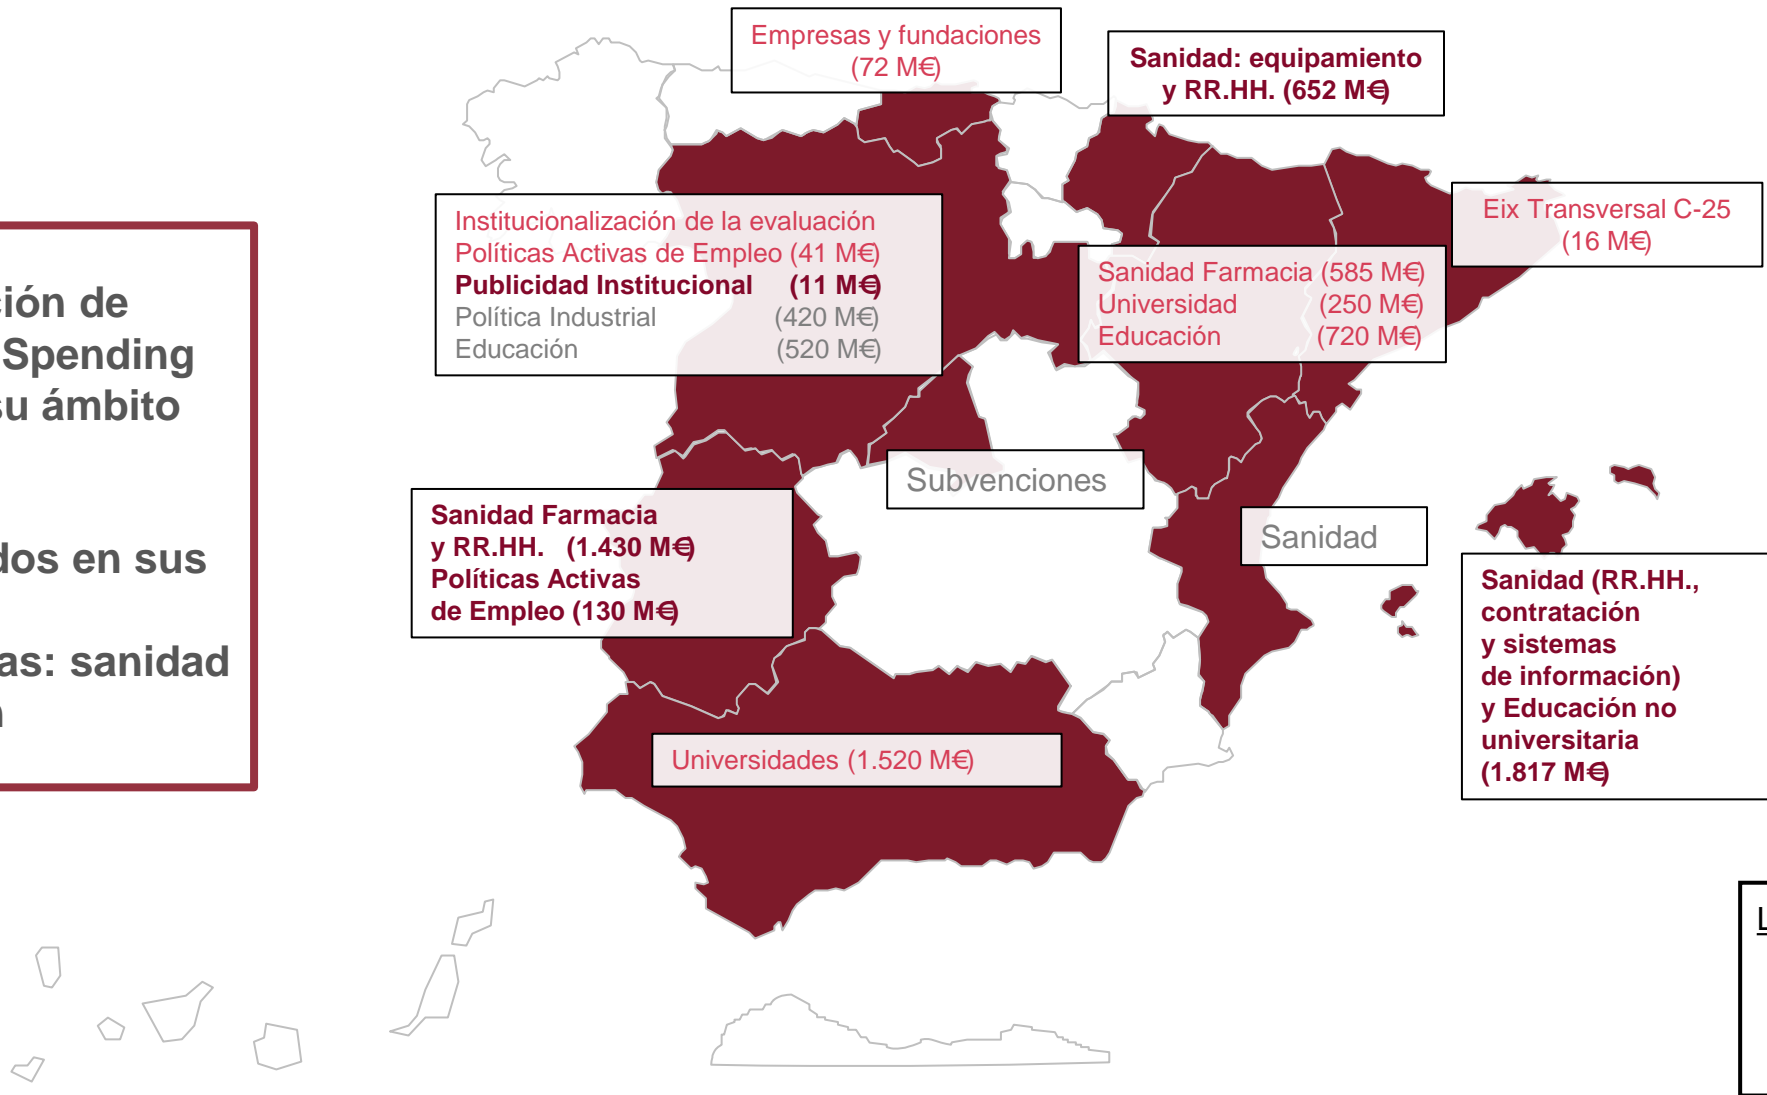 Empresas y fundaciones
(72 M€)
Sanidad: equipamiento
y RR.HH. (652 M€)
Institucionalización de la evaluación
Políticas Activas de Empleo (41 M€)
Publicidad Institucional (11 M€)
Política Industrial (420 M€)
Educación (520 M€)
Eix Transversal C-25
(16 M€)
Sanidad Farmacia (585 M€)
Universidad (250 M€)
Educación (720 M€)
ción de
Spending
su ámbito
dos en sus
as: sanidad
Subvenciones
Sanidad
Sanidad Farmacia
y RR.HH. (1.430 M€)
Políticas Activas
de Empleo (130 M€)
Sanidad (RR.HH.,
contratación
y sistemas
de información)
y Educación no
universitaria
(1.817 M€)
Universidades (1.520 M€)
L